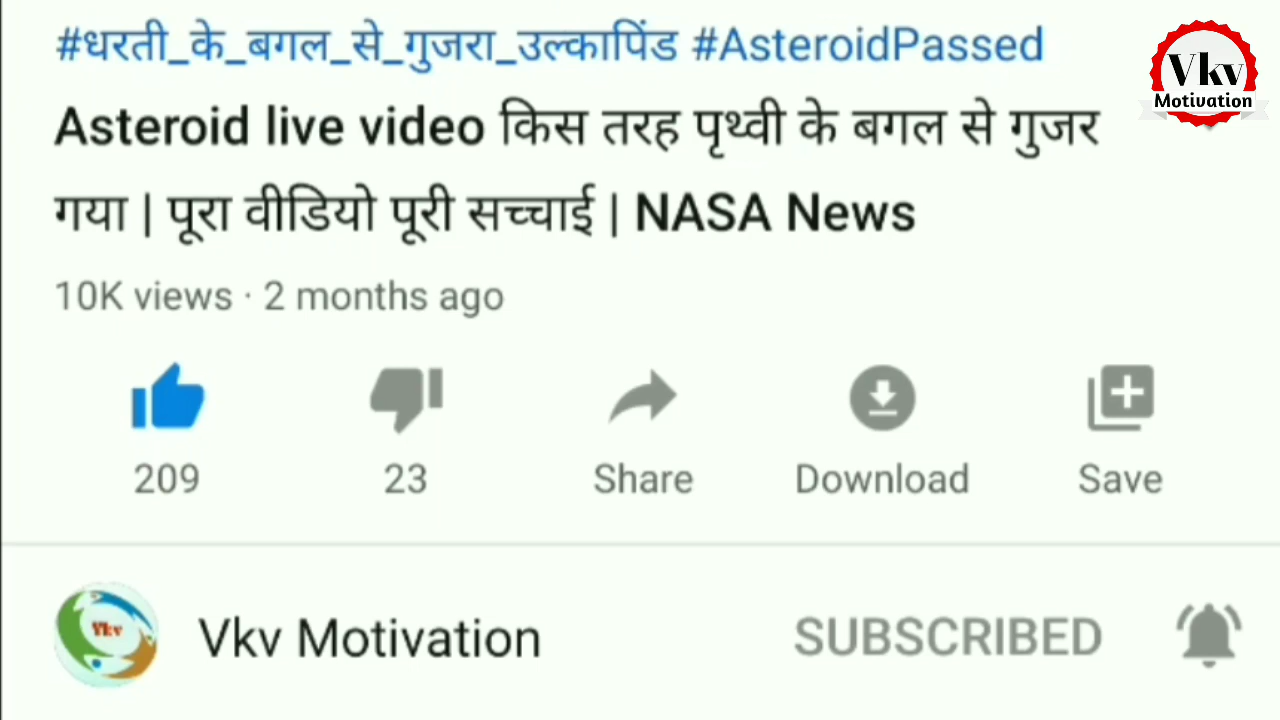 #धरती_के_बगल_से_गुजरा_उल्कापिंड #AsteroidPassed
Vkv
Motivation
Asteroid live video किस तरह पृथ्वी के बगल से गुजर
गया | पूरा वीडियो पूरी सच्चाई | NASA News
10K views · 2 months ago
209 23 Share Download Save
Vkv
Vkv Motivation SUBSCRIBED